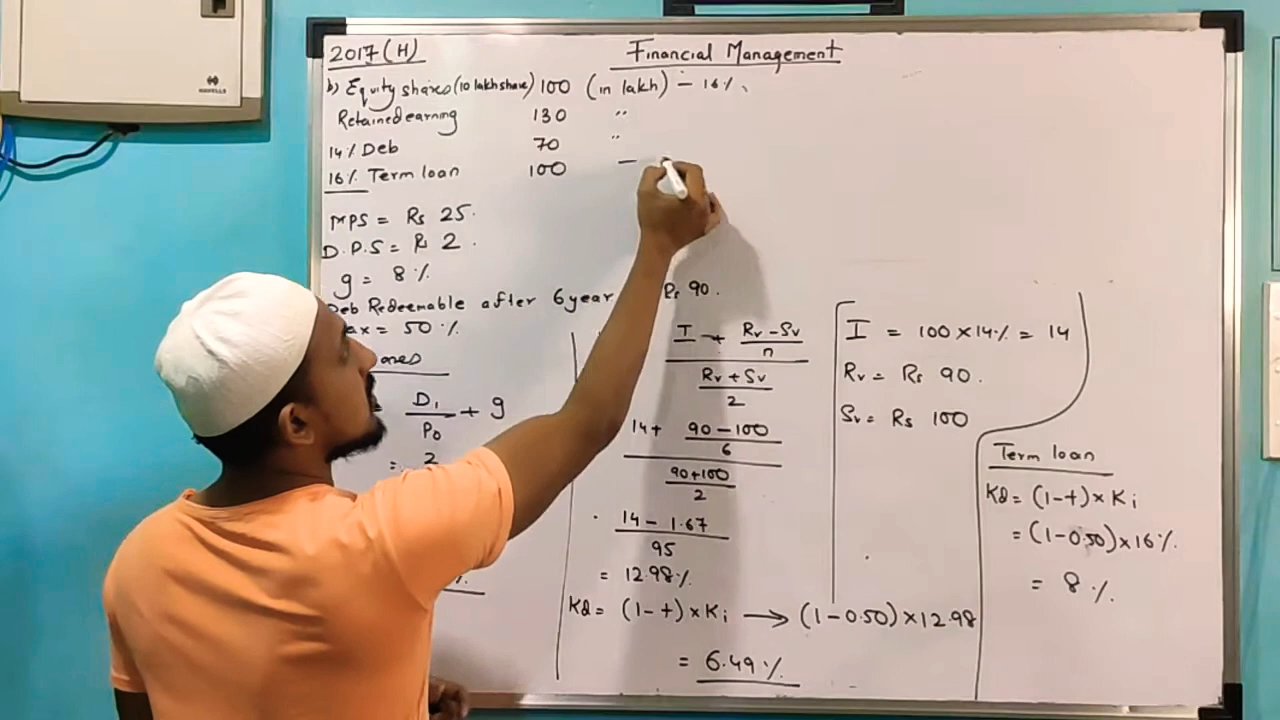 HAVELLS
2017 (H)
Financial Management
b) Equity shares (10 lakh share) 100 (in lakh) – 16%
Retained earning 130 "
14% Deb 70 "
16% Term loan 100 –
MPS = Rs 25.
D.P.S = Rs 2.
g = 8%
Deb Redeemable after 6 year Rs 90.
Tax = 50%
D₁/P₀ + g
= 2
I + (Rv – Sv)/n
(Rv + Sv)/2
14 + (90 – 100)/6
(90+100)/2
14 – 1.67
95
= 12.98%
Kd = (1 – t) × Ki → (1 – 0.50) × 12.98
= 6.49%
I = 100 × 14% = 14
Rv = Rs 90.
Sv = Rs 100
Term loan
Kd = (1 – t) × Ki
= (1 – 0.50) × 16%.
= 8%.